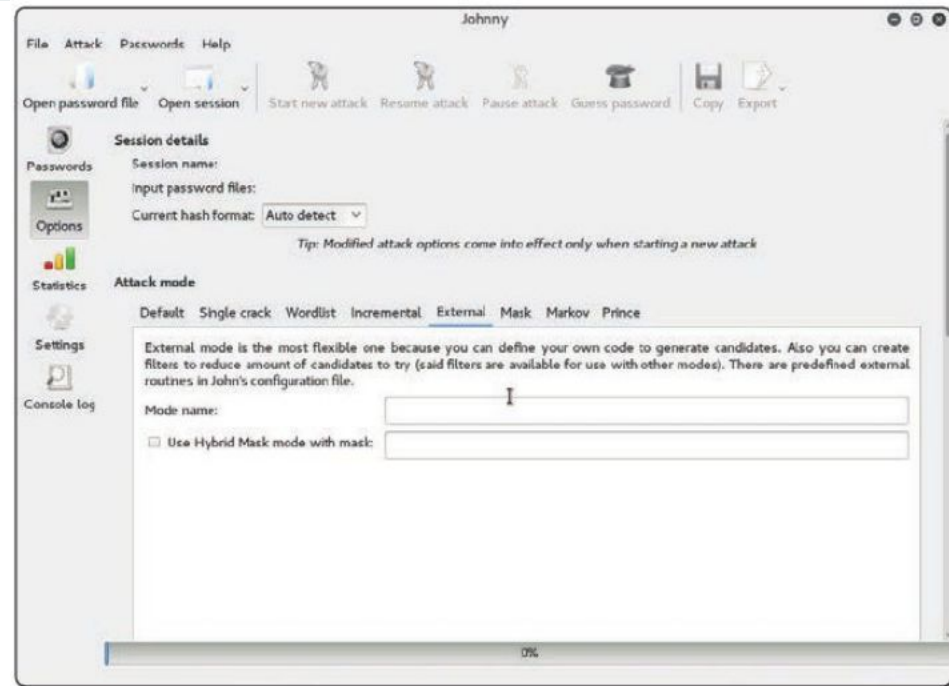 Johnny
File Attack Passwords Help
Open password file Open session Start new attack Resume attack Pause attack Guess password Copy Export
Passwords
Options
Statistics
Settings
Console log
Session details
Session name:
Input password files:
Current hash format: Auto detect
Tip: Modified attack options come into effect only when starting a new attack
Attack mode
Default Single crack Wordlist Incremental External Mask Markov Prince
External mode is the most flexible one because you can define your own code to generate candidates. Also you can create
filters to reduce amount of candidates to try (said filters are available for use with other modes). There are predefined external
routines in John's configuration file.
Mode name:
Use Hybrid Mask mode with mask:
0%